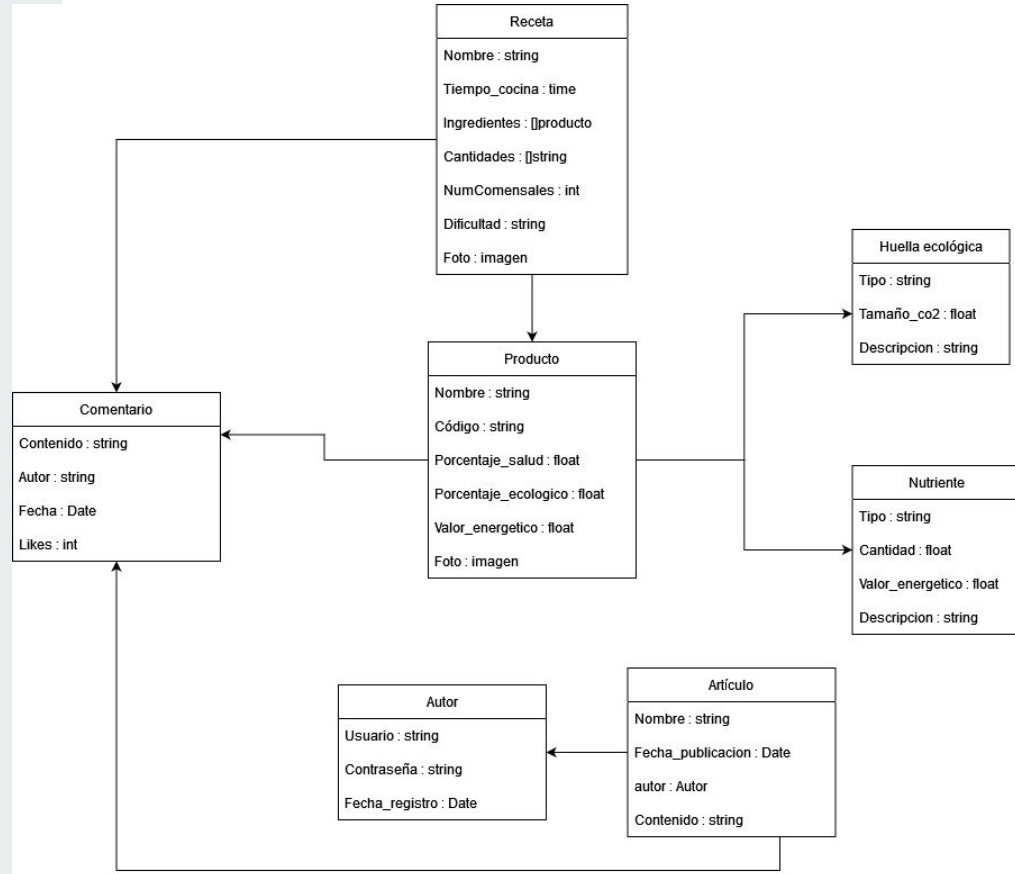 Receta
Nombre : string
Tiempo_cocina : time
Ingredientes : []producto
Cantidades : []string
NumComensales : int
Dificultad : string
Foto : imagen
Huella ecológica
Tipo : string
Tamaño_co2 : float
Descripcion : string
Producto
Nombre : string
Código : string
Porcentaje_salud : float
Porcentaje_ecologico : float
Valor_energetico : float
Foto : imagen
Comentario
Contenido : string
Autor : string
Fecha : Date
Likes : int
Nutriente
Tipo : string
Cantidad : float
Valor_energetico : float
Descripcion : string
Autor
Usuario : string
Contraseña : string
Fecha_registro : Date
Artículo
Nombre : string
Fecha_publicacion : Date
autor : Autor
Contenido : string